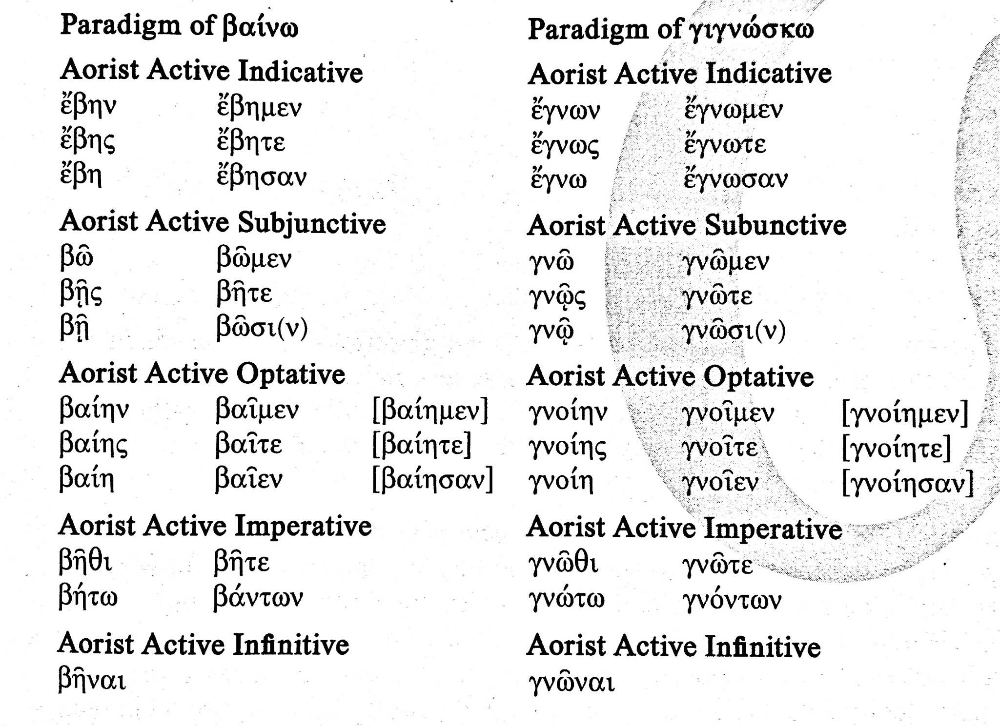 Paradigm of βαίνω
Aorist Active Indicative
ἔβην ἔβημεν
ἔβης ἔβητε
ἔβη ἔβησαν
Aorist Active Subjunctive
βῶ βῶμεν
βῇς βῆτε
βῇ βῶσι(ν)
Aorist Active Optative
βαίην βαῖμεν [βαίημεν]
βαίης βαῖτε [βαίητε]
βαίη βαῖεν [βαίησαν]
Aorist Active Imperative
βῆθι βῆτε
βήτω βάντων
Aorist Active Infinitive
βῆναι
Paradigm of γιγνώσκω
Aorist Active Indicative
ἔγνων ἔγνωμεν
ἔγνως ἔγνωτε
ἔγνω ἔγνωσαν
Aorist Active Subunctive
γνῶ γνῶμεν
γνῷς γνῶτε
γνῷ γνῶσι(ν)
Aorist Active Optative
γνοίην γνοῖμεν [γνοίημεν]
γνοίης γνοῖτε [γνοίητε]
γνοίη γνοῖεν [γνοίησαν]
Aorist Active Imperative
γνῶθι γνῶτε
γνώτω γνόντων
Aorist Active Infinitive
γνῶναι